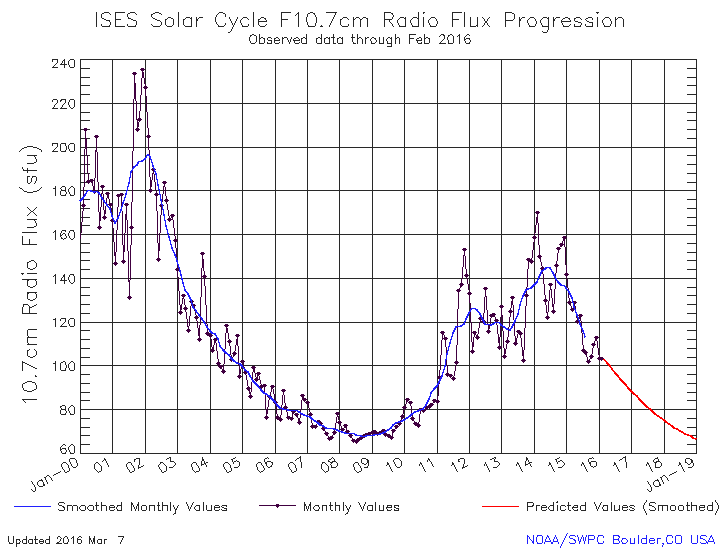 ISES Solar Cycle F10.7cm Radio Flux Progression
Observed data through Feb 2016
10.7cm Radio Flux (sfu)
240
220
200
180
160
140
120
100
80
60
Jan-00 01 02 03 04 05 06 07 08 09 10 11 12 13 14 15 16 17 18 Jan-19
Smoothed Monthly Values Monthly Values Predicted Values (Smoothed)
Updated 2016 Mar 7 NOAA/SWPC Boulder,CO USA